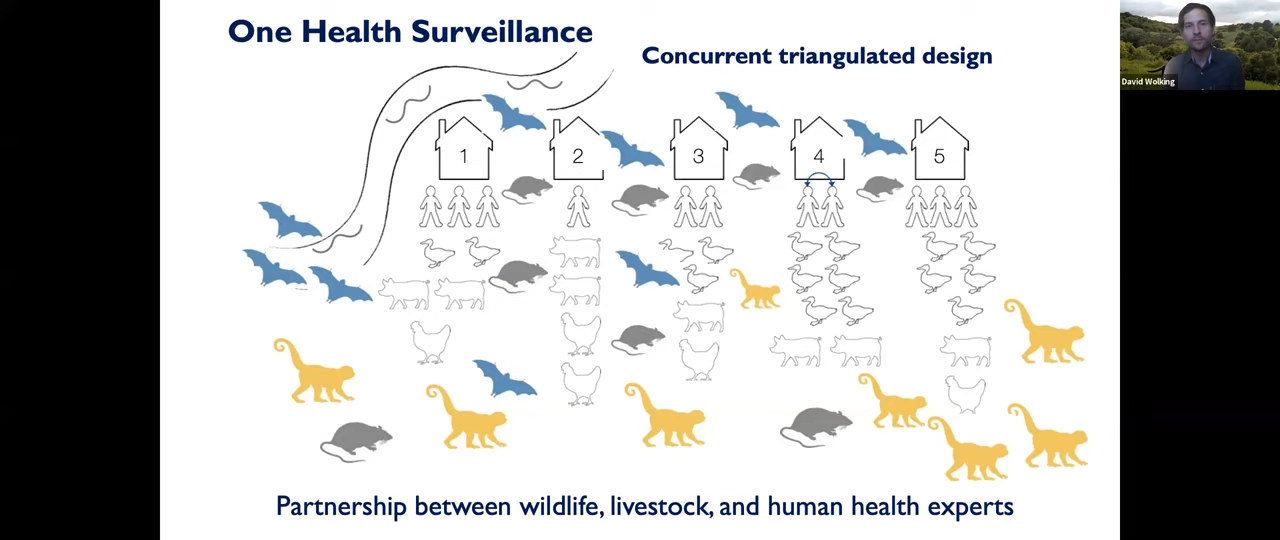 One Health Surveillance
Concurrent triangulated design
David Wolking
1 2 3 4 5
Partnership between wildlife, livestock, and human health experts